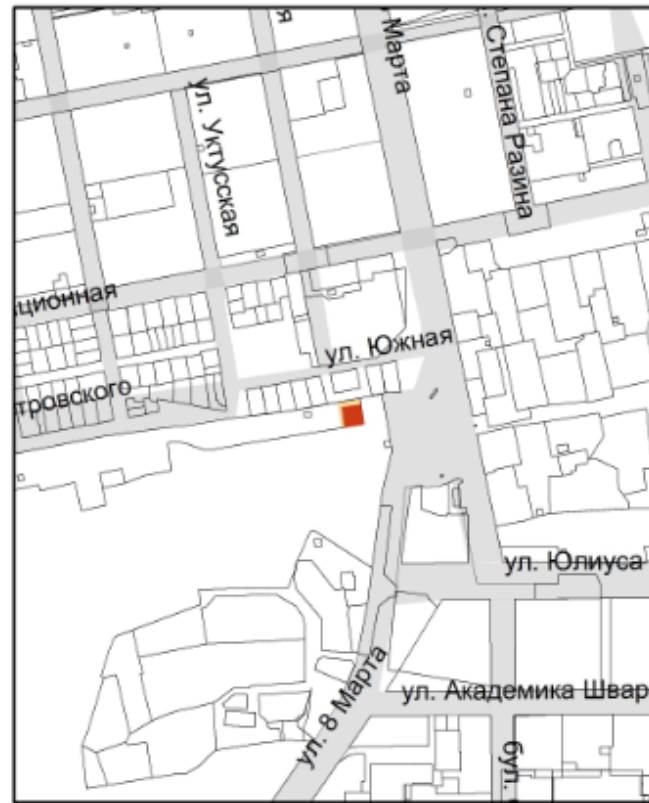 Марта
Степана Разина
ул. Уктусская
ционная
ул. Южная
тровского
ул. Юлиуса
ул. Академика Швар
ул. 8 Марта
бул.